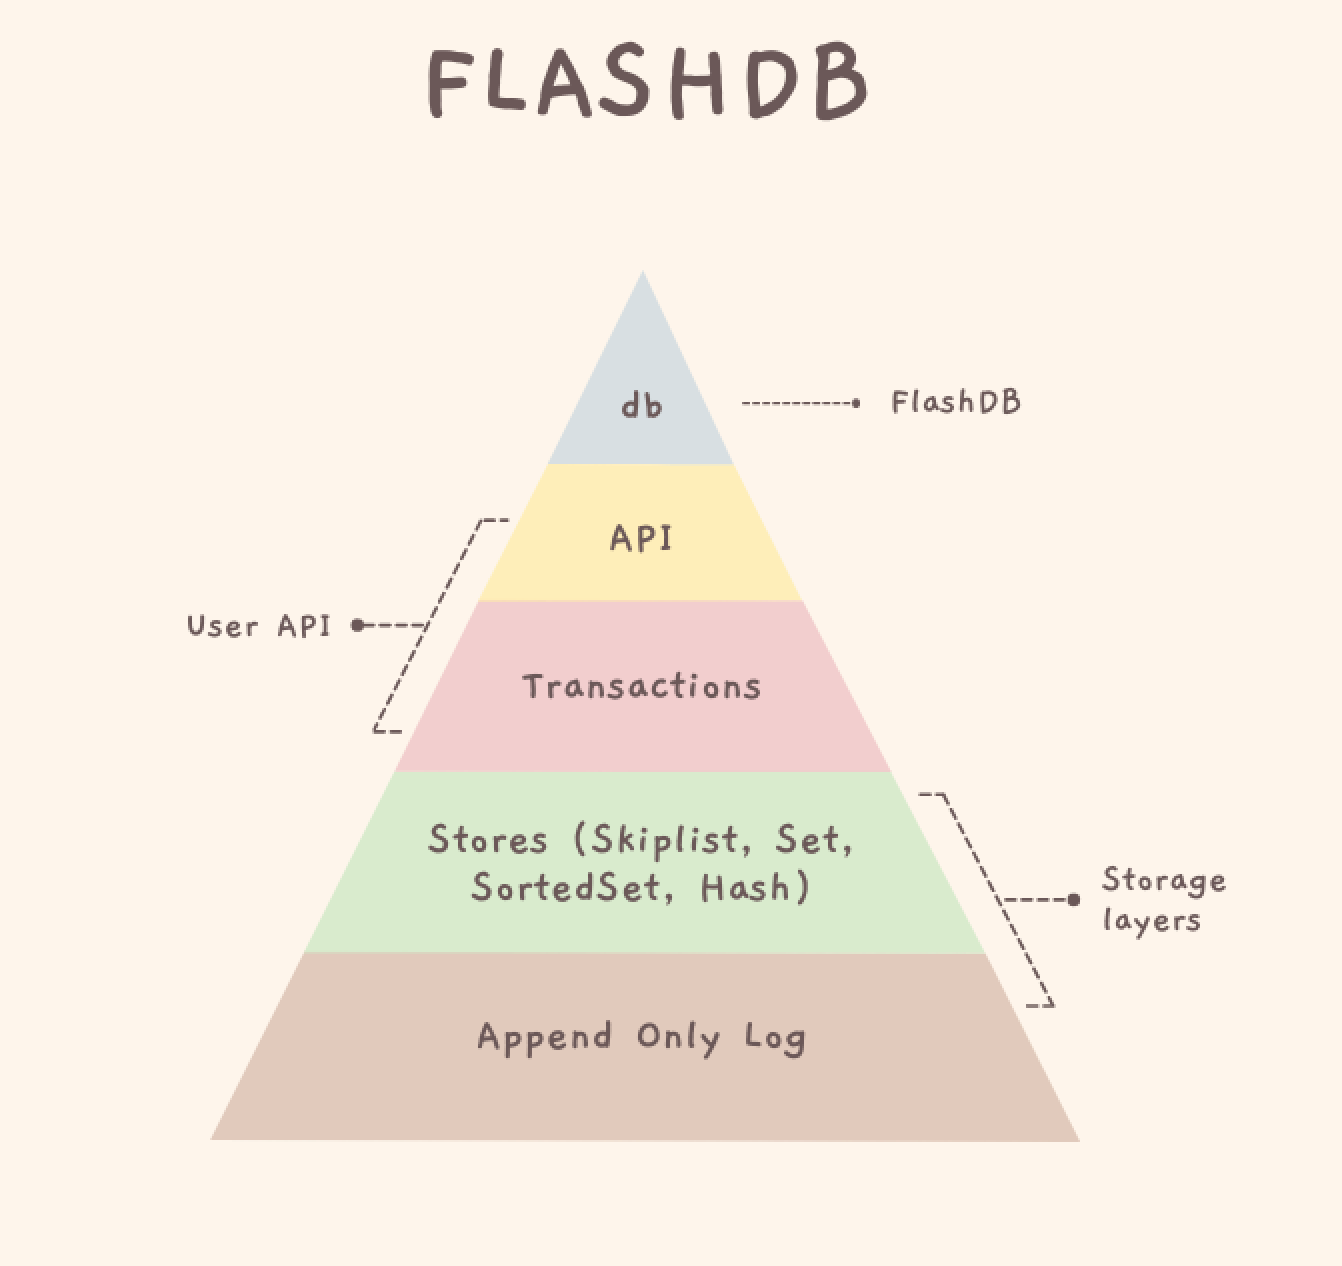 FLASHDB
db
FlashDB
API
User API
Transactions
Stores (Skiplist, Set,
SortedSet, Hash)
Storage
layers
Append Only Log